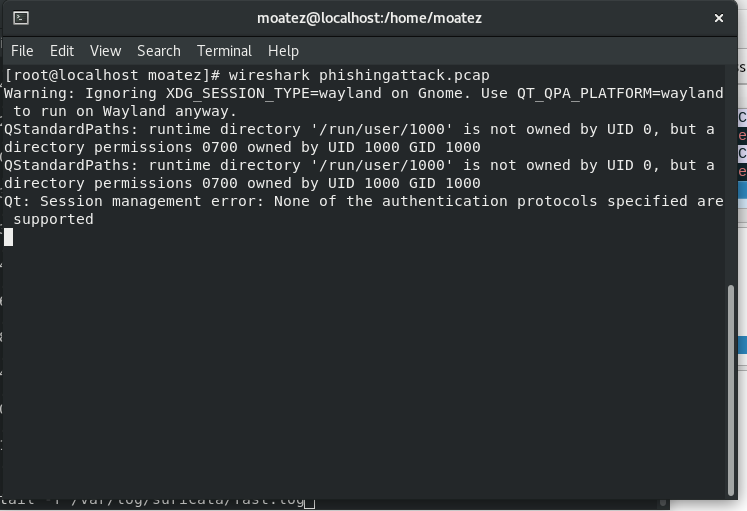 moatez@localhost:/home/moatez
File Edit View Search Terminal Help
[root@localhost moatez]# wireshark phishingattack.pcap
Warning: Ignoring XDG_SESSION_TYPE=wayland on Gnome. Use QT_QPA_PLATFORM=wayland
to run on Wayland anyway.
QStandardPaths: runtime directory '/run/user/1000' is not owned by UID 0, but a
directory permissions 0700 owned by UID 1000 GID 1000
QStandardPaths: runtime directory '/run/user/1000' is not owned by UID 0, but a
directory permissions 0700 owned by UID 1000 GID 1000
Qt: Session management error: None of the authentication protocols specified are
supported
/var/log/suricata/fast.log